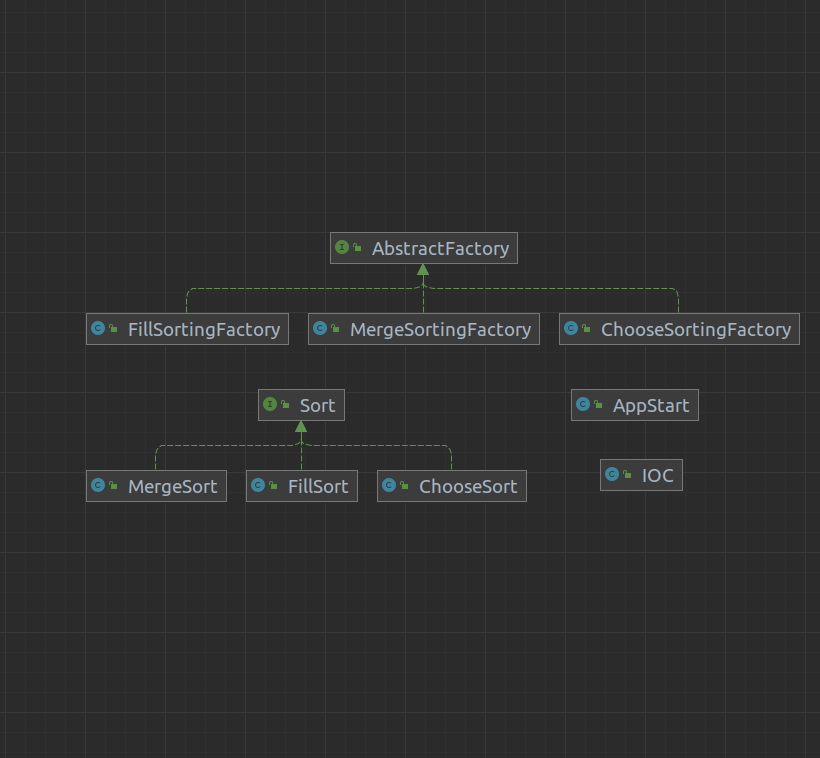 AbstractFactory
FillSortingFactory
MergeSortingFactory
ChooseSortingFactory
Sort
AppStart
MergeSort
FillSort
ChooseSort
IOC